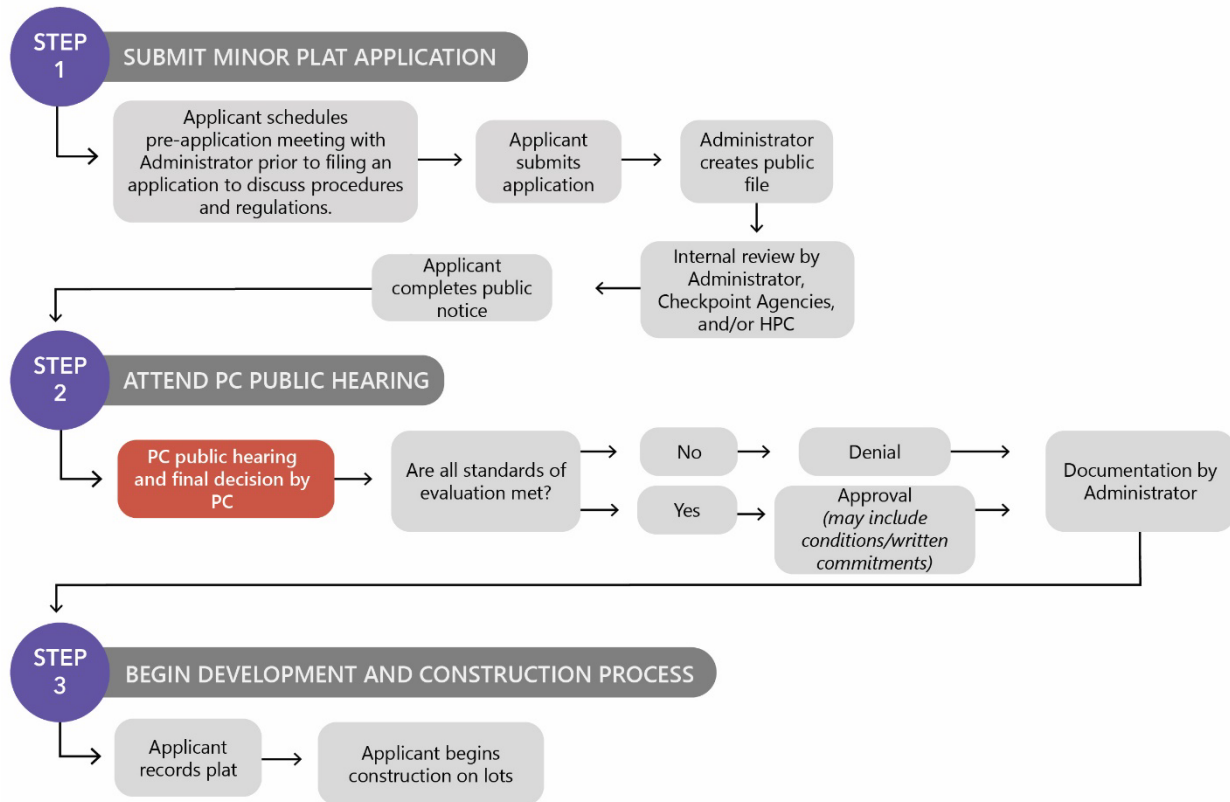 STEP
1
SUBMIT MINOR PLAT APPLICATION
Applicant schedules
pre-application meeting with
Administrator prior to filing an
application to discuss procedures
and regulations.
Applicant
submits
application
Administrator
creates public
file
Internal review by
Administrator,
Checkpoint Agencies,
and/or HPC
Applicant
completes public
notice
STEP
2
ATTEND PC PUBLIC HEARING
PC public hearing
and final decision by
PC
Are all standards of
evaluation met?
No
Denial
Yes
Approval
(may include
conditions/written
commitments)
Documentation by
Administrator
STEP
3
BEGIN DEVELOPMENT AND CONSTRUCTION PROCESS
Applicant
records plat
Applicant begins
construction on lots